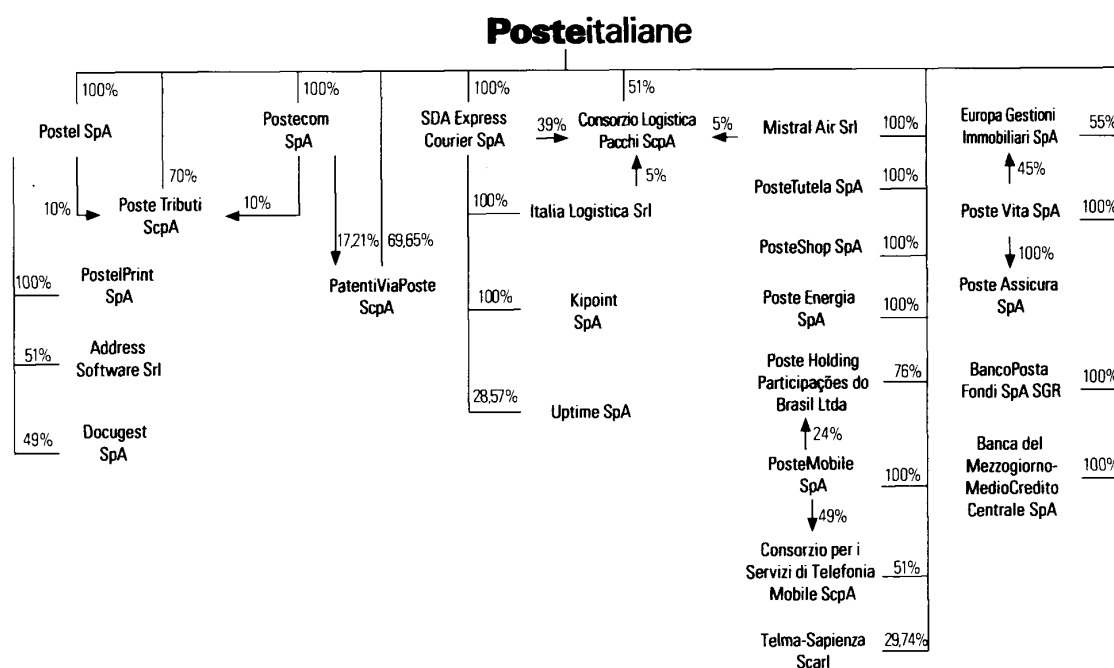 Posteitaliane
100%
Postel SpA
70%
10%
Poste Tributi
ScpA
10%
100%
Postecom
SpA
17,21%
69,65%
PatentiViaPoste
ScpA
100%
PostelPrint
SpA
51%
Address
Software Srl
49%
Docugest
SpA
100%
SDA Express
Courier SpA
39%
51%
Consorzio Logistica
Pacchi ScpA
5%
5%
100%
Italia Logistica Srl
100%
Kipoint
SpA
28,57%
Uptime SpA
Mistral Air Srl
100%
PosteTutela SpA
100%
PosteShop SpA
100%
Poste Energia
SpA
100%
Poste Holding
Participações do
Brasil Ltda
76%
24%
PosteMobile
SpA
100%
49%
Consorzio per i
Servizi di Telefonia
Mobile ScpA
51%
Telma-Sapienza
Scarl
29,74%
Europa Gestioni
Immobiliari SpA
55%
45%
Poste Vita SpA
100%
100%
Poste Assicura
SpA
BancoPosta
Fondi SpA SGR
100%
Banca del
Mezzogiorno-
MedioCredito
Centrale SpA
100%